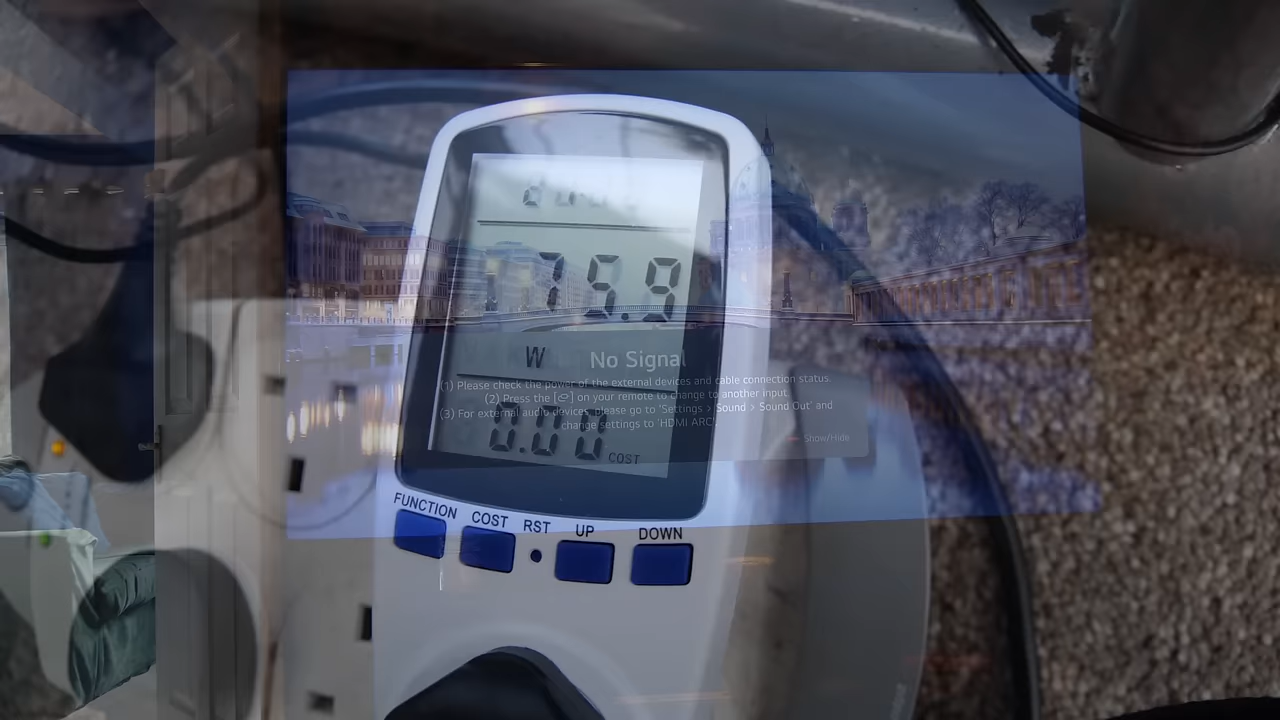 75.9
W
No Signal
(1) Please check the power of the external devices and cable connection status.
(2) Press the [ ] on your remote to change to another input.
(3) For external audio devices, please go to 'Settings > Sound > Sound Out' and
change settings to 'HDMI ARC'.
Show/Hide
0.00
COST
FUNCTION COST RST UP DOWN